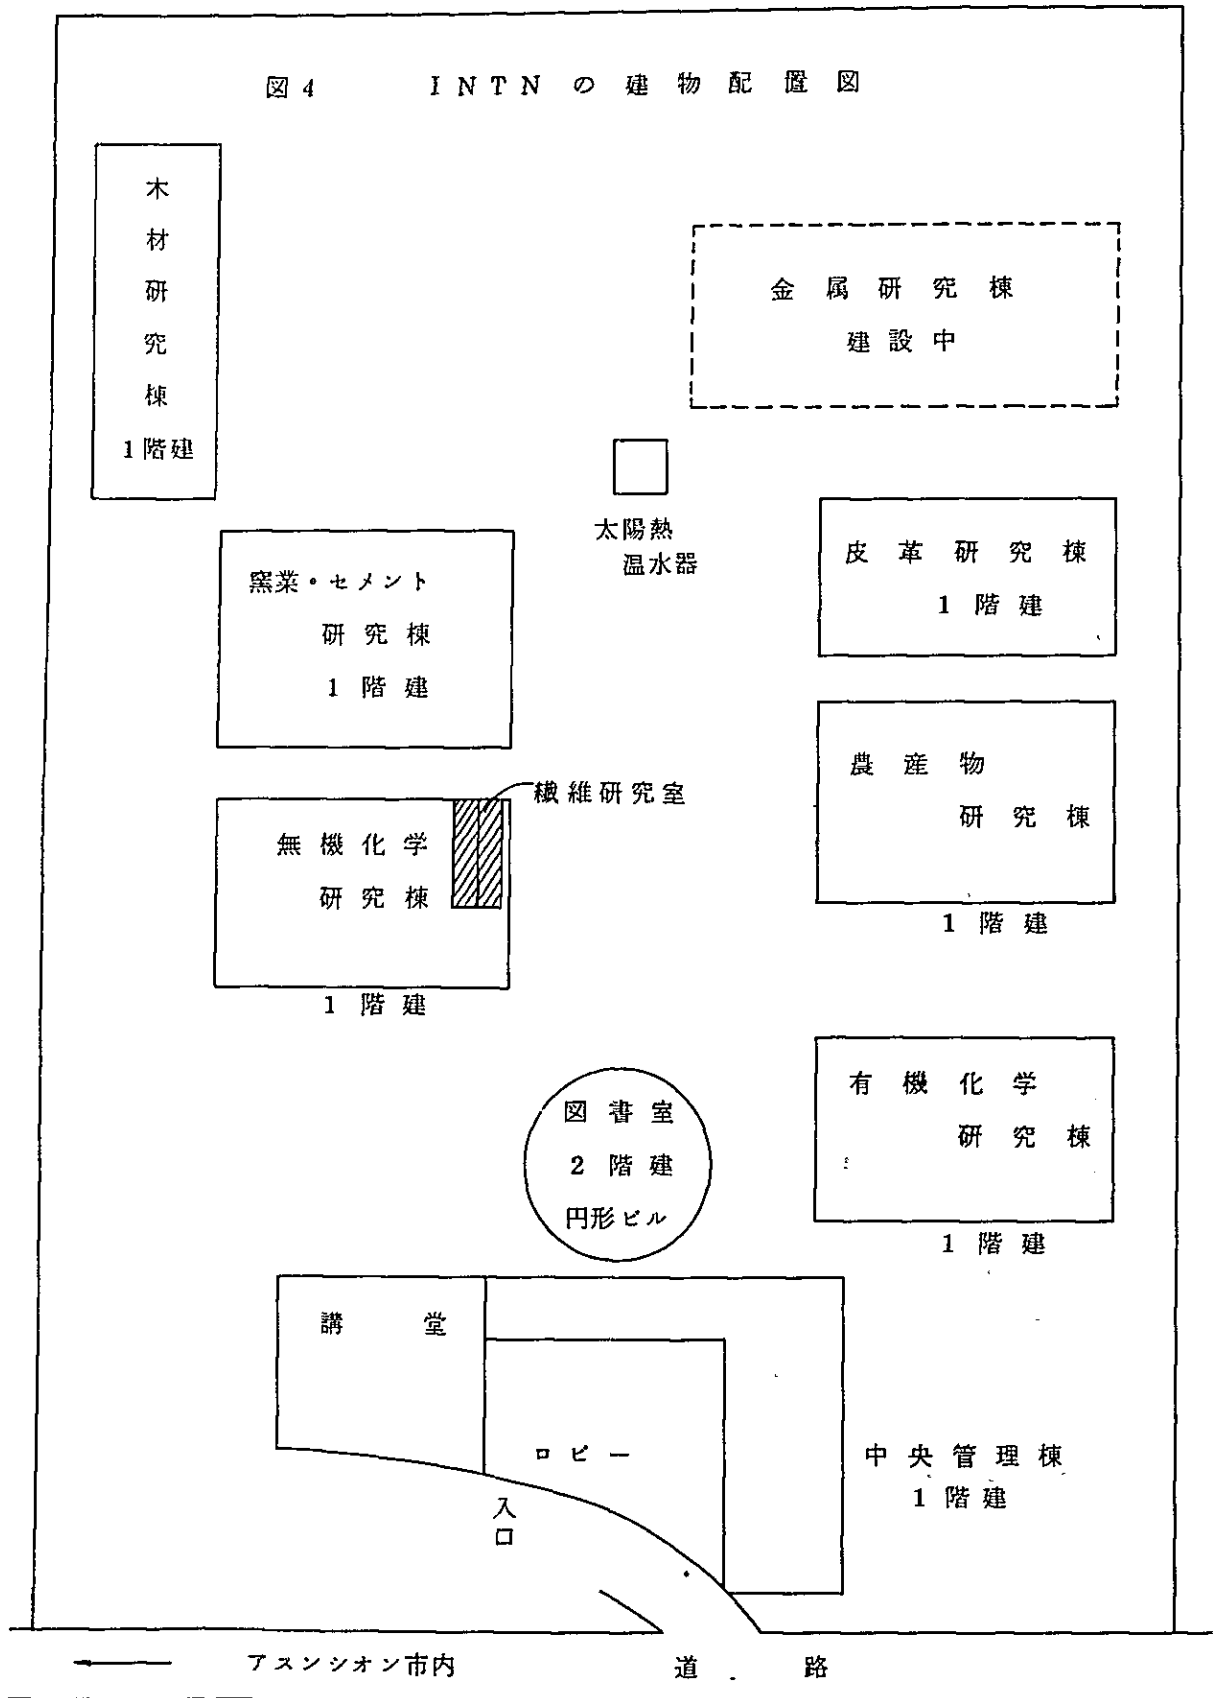 図4 INTNの建物配置図
木材研究棟
1階建
金属研究棟
建設中
太陽熱
温水器
皮革研究棟
1階建
窯業・セメント
研究棟
1階建
農産物
研究棟
1階建
繊維研究室
無機化学
研究棟
1階建
有機化学
研究棟
1階建
図書室
2階建
円形ビル
講堂
ロビー
入口
中央管理棟
1階建
アスンシオン市内
道路